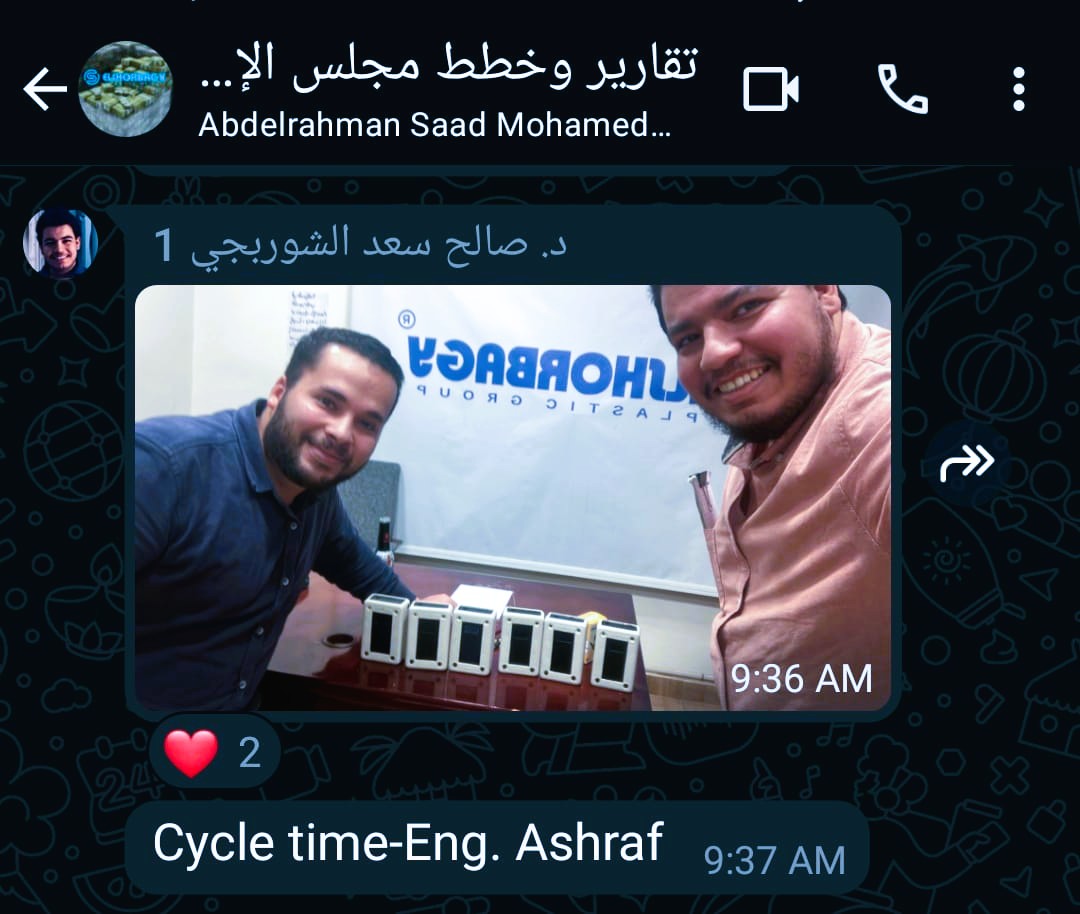 تقارير وخطط مجلس الإ...
Abdelrahman Saad Mohamed...
ELSHORBAGY
د. صالح سعد الشوربجي 1
®
LSHORBAGY
PLASTIC GROUP
9:36 AM
❤️ 2
Cycle time-Eng. Ashraf
9:37 AM